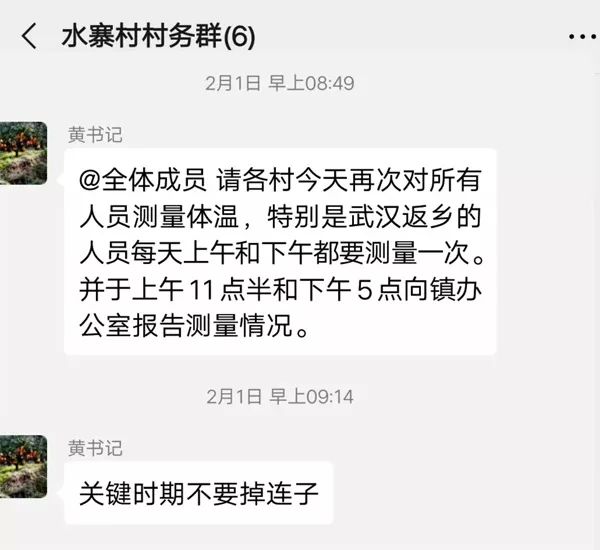 水寨村村务群(6)
2月1日 早上08:49
黄书记
@全体成员 请各村今天再次对所有
人员测量体温，特别是武汉返乡的
人员每天上午和下午都要测量一次。
并于上午11点半和下午5点向镇办
公室报告测量情况。
2月1日 早上09:14
黄书记
关键时期不要掉连子